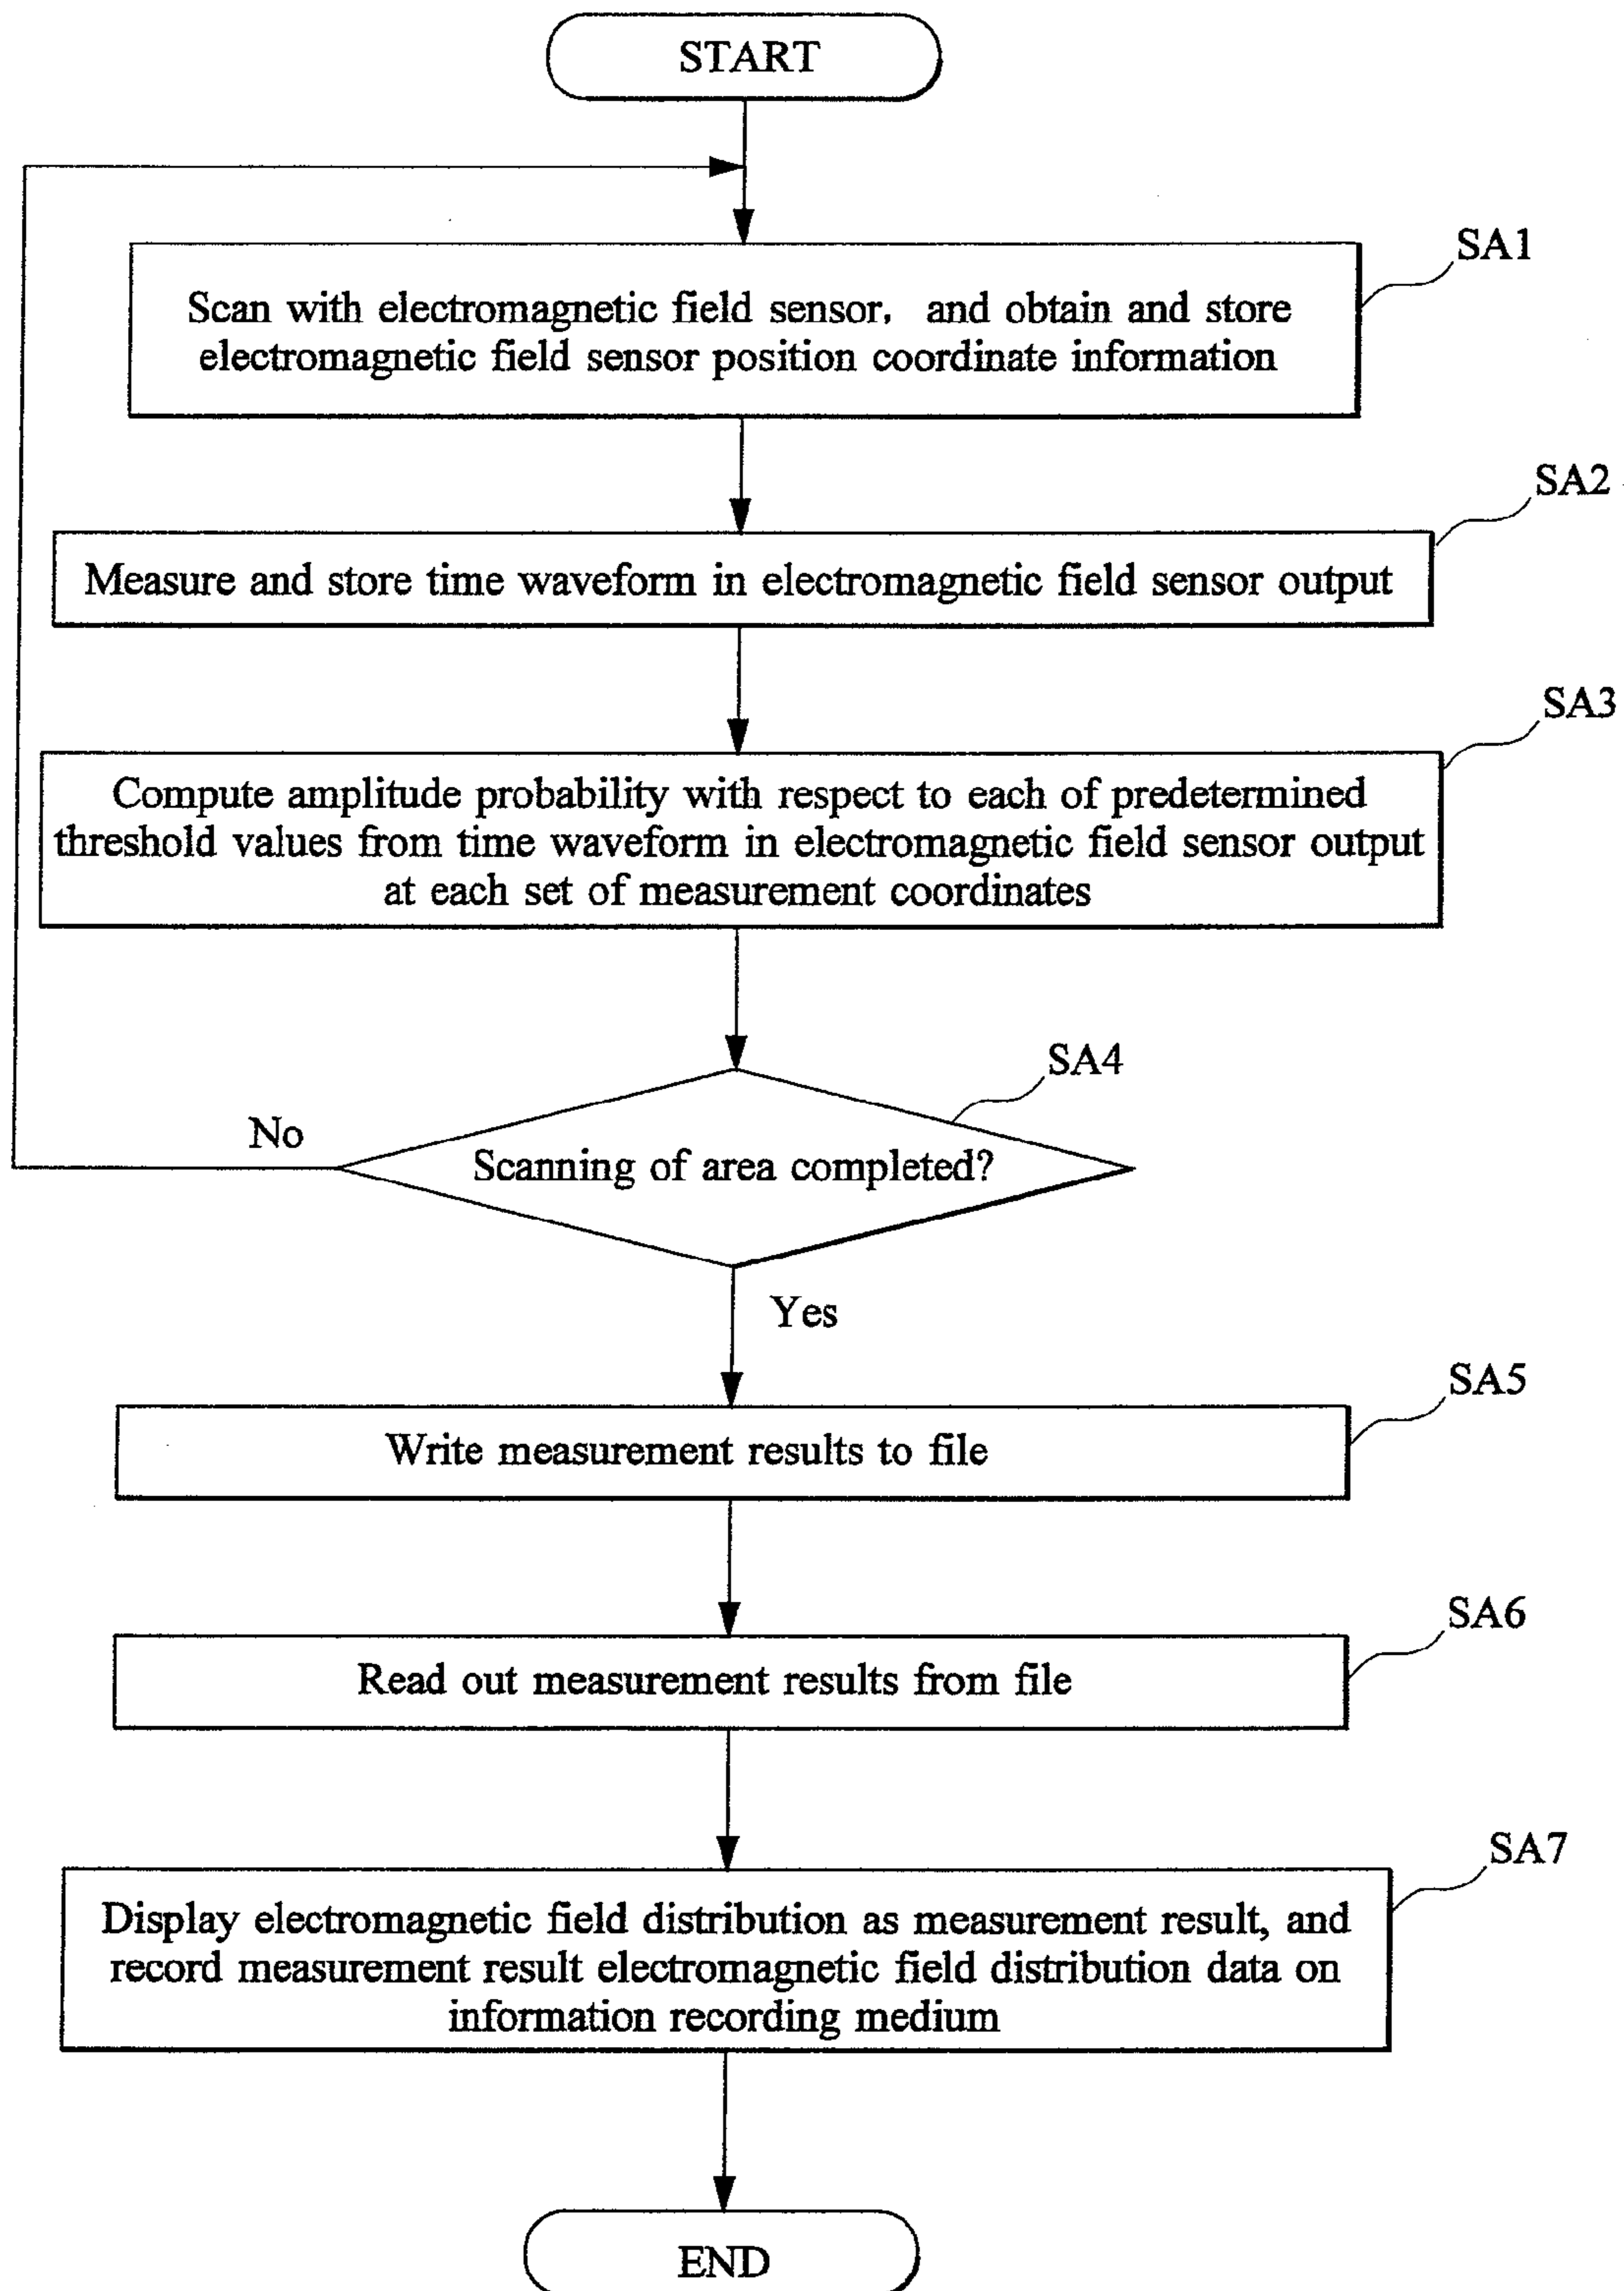 START
SA1
Scan with electromagnetic field sensor, and obtain and store
electromagnetic field sensor position coordinate information
SA2
Measure and store time waveform in electromagnetic field sensor output
SA3
Compute amplitude probability with respect to each of predetermined
threshold values from time waveform in electromagnetic field sensor output
at each set of measurement coordinates
SA4
No
Scanning of area completed?
Yes
SA5
Write measurement results to file
SA6
Read out measurement results from file
SA7
Display electromagnetic field distribution as measurement result, and
record measurement result electromagnetic field distribution data on
information recording medium
END